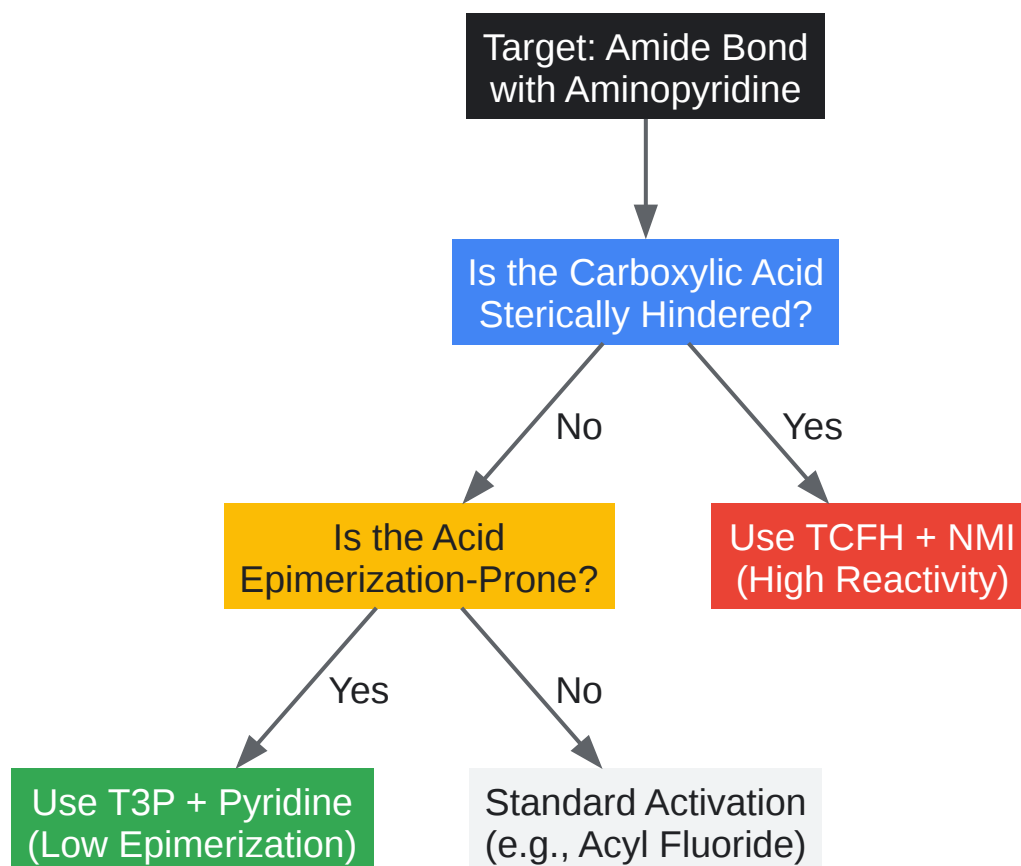 Target: Amide Bond
with Aminopyridine
Is the Carboxylic Acid
Sterically Hindered?
No
Yes
Is the Acid
Epimerization-Prone?
Use TCFH + NMI
(High Reactivity)
Yes
No
Use T3P + Pyridine
(Low Epimerization)
Standard Activation
(e.g., Acyl Fluoride)